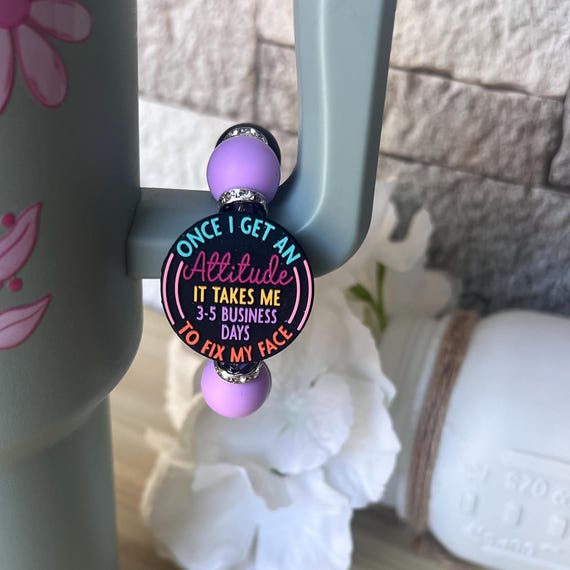 ONCE I GET AN
Attitude
IT TAKES ME
3-5 BUSINESS
DAYS
TO FIX MY FACE